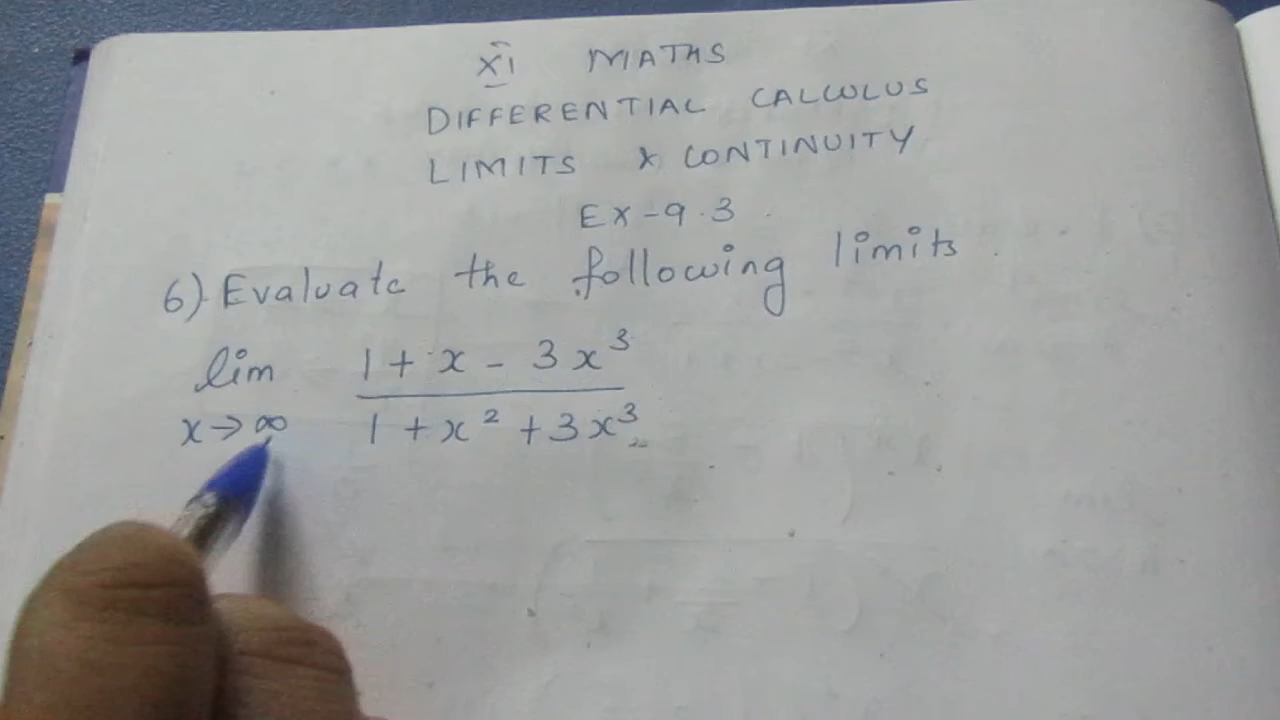 XI MATHS
DIFFERENTIAL CALCULUS
LIMITS & CONTINUITY
EX-9.3
6) Evaluate the following limits.
lim 1 + x - 3x³
x→∞ 1 + x² + 3x³